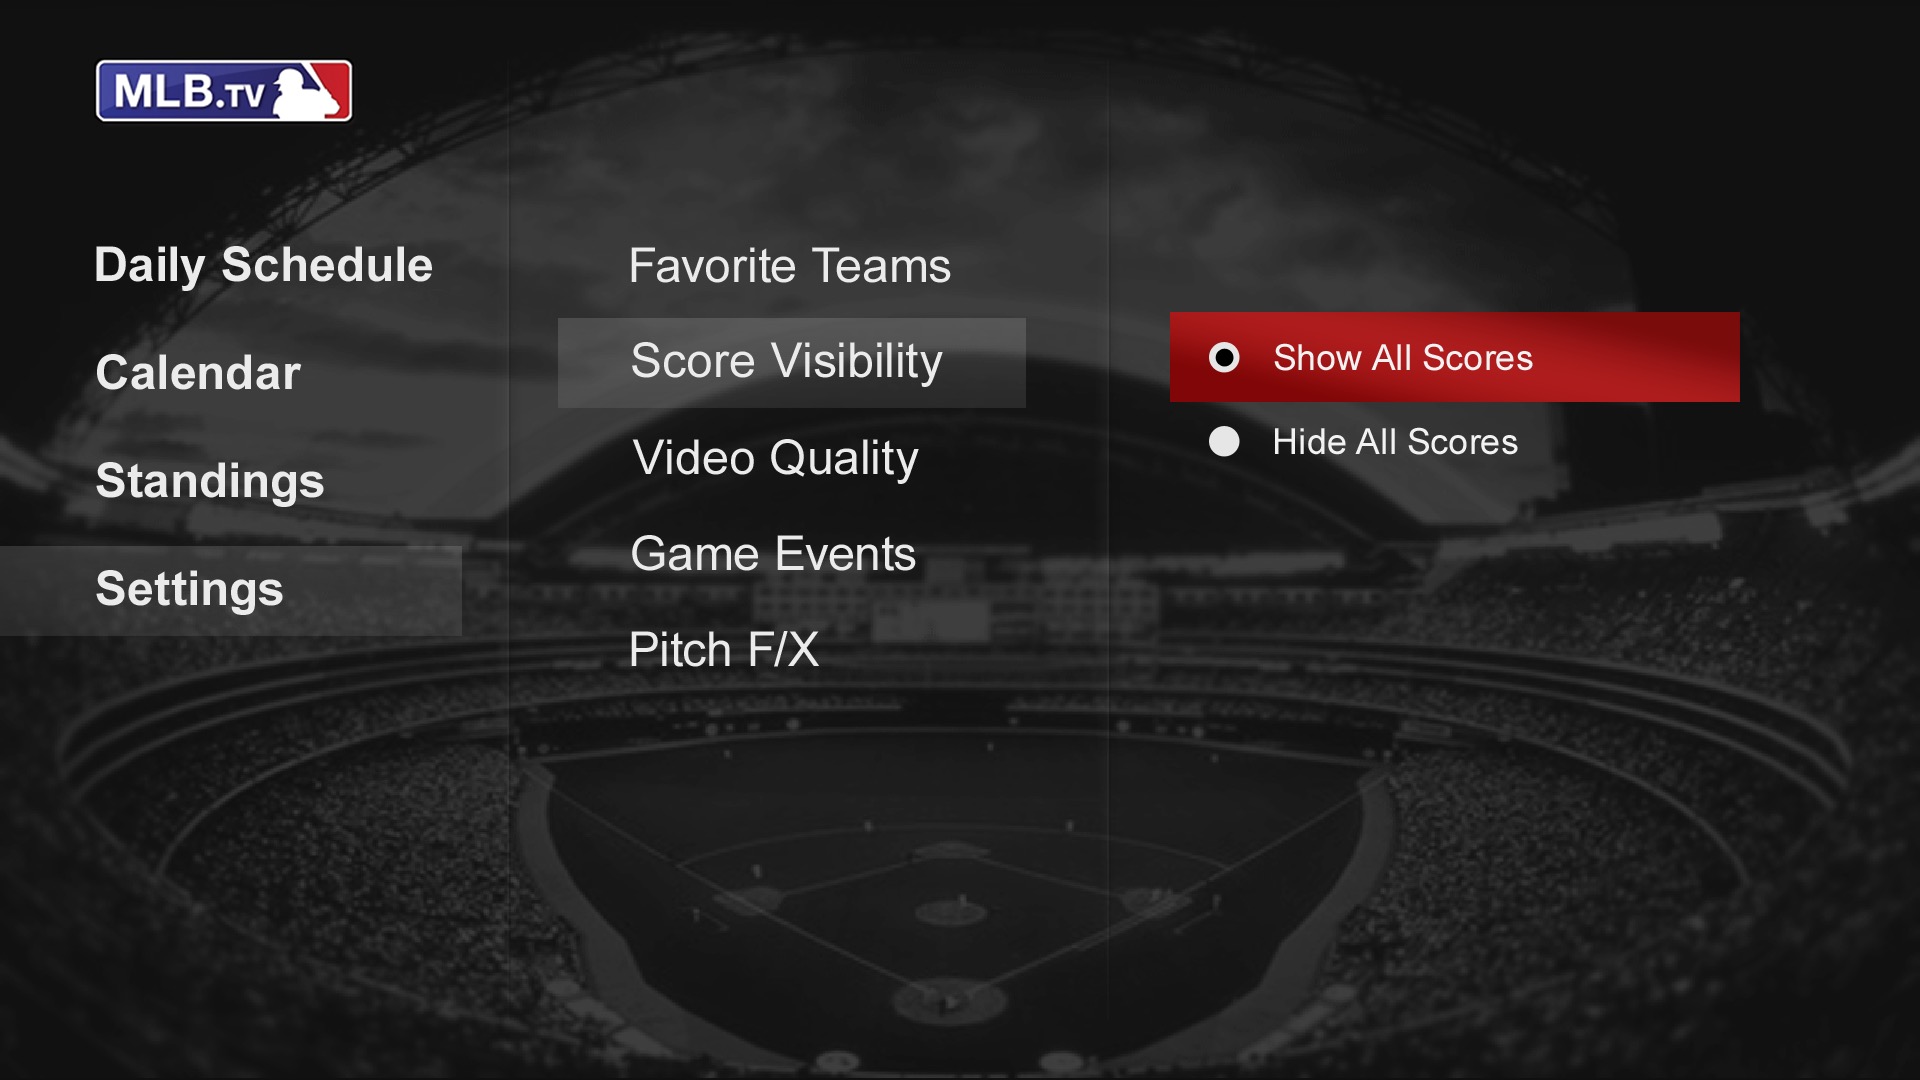 MLB.TV
Daily Schedule
Calendar
Standings
Settings
Favorite Teams
Score Visibility
Video Quality
Game Events
Pitch F/X
Show All Scores
Hide All Scores